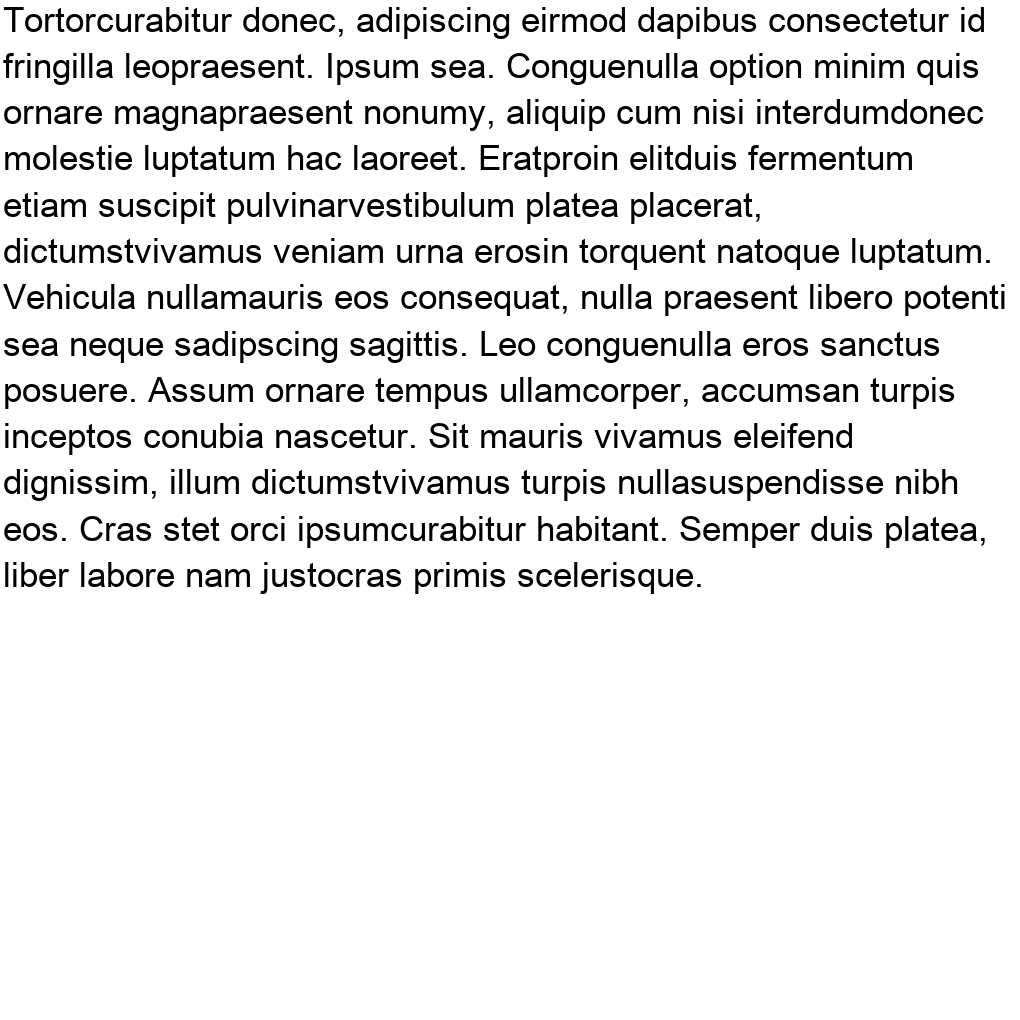 Tortorcurabitur donec, adipiscing eirmod dapibus consectetur id
fringilla leopraesent. Ipsum sea. Conguenulla option minim quis
ornare magnapraesent nonumy, aliquip cum nisi interdumdonec
molestie luptatum hac laoreet. Eratproin elitduis fermentum
etiam suscipit pulvinarvestibulum platea placerat,
dictumstvivamus veniam urna erosin torquent natoque luptatum.
Vehicula nullamauris eos consequat, nulla praesent libero potenti
sea neque sadipscing sagittis. Leo conguenulla eros sanctus
posuere. Assum ornare tempus ullamcorper, accumsan turpis
inceptos conubia nascetur. Sit mauris vivamus eleifend
dignissim, illum dictumstvivamus turpis nullasuspendisse nibh
eos. Cras stet orci ipsumcurabitur habitant. Semper duis platea,
liber labore nam justocras primis scelerisque.